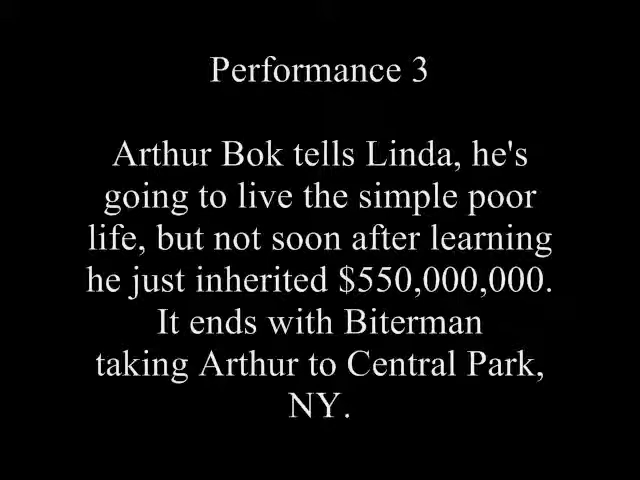 Performance 3
Arthur Bok tells Linda, he's
going to live the simple poor
life, but not soon after learning
he just inherited $550,000,000.
It ends with Biterman
taking Arthur to Central Park,
NY.